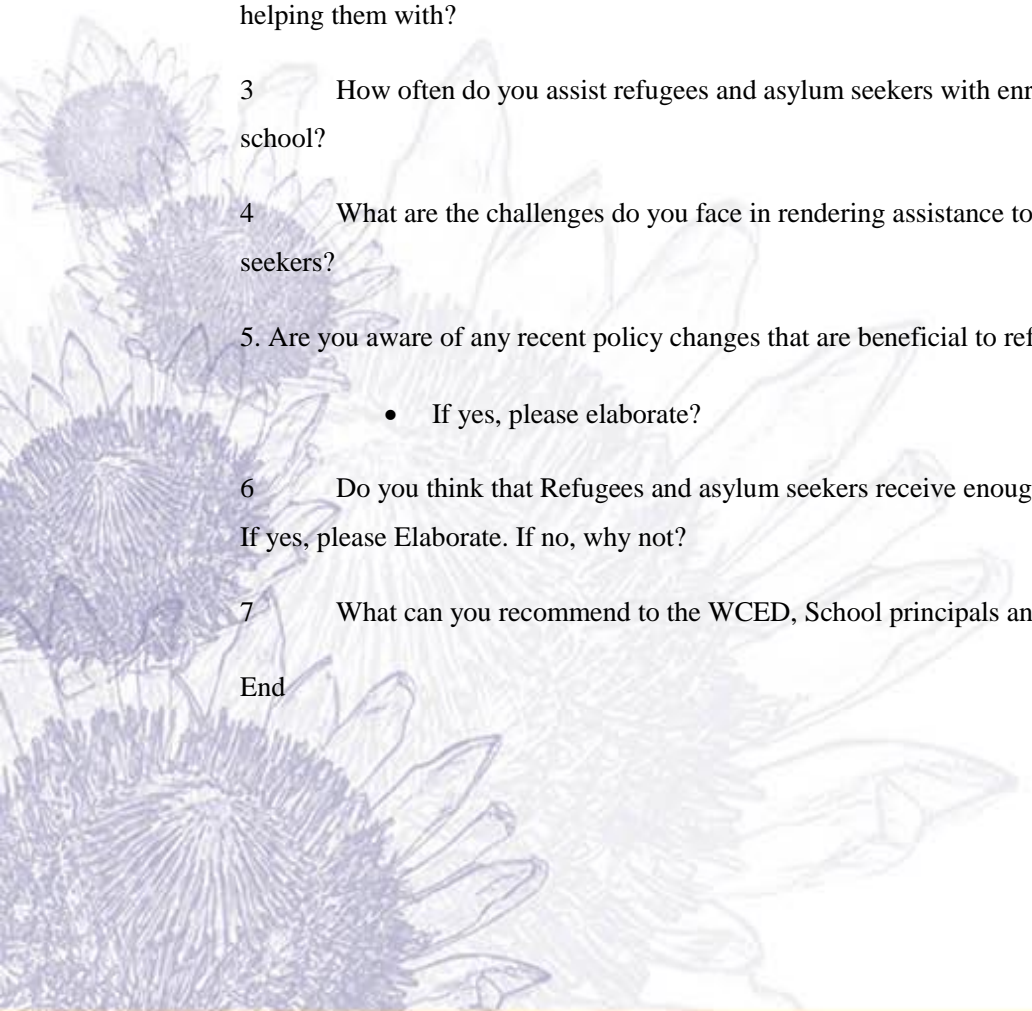 helping them with?
3 How often do you assist refugees and asylum seekers with enr
school?
4 What are the challenges do you face in rendering assistance to
seekers?
5. Are you aware of any recent policy changes that are beneficial to ref
• If yes, please elaborate?
6 Do you think that Refugees and asylum seekers receive enoug
If yes, please Elaborate. If no, why not?
7 What can you recommend to the WCED, School principals an
End